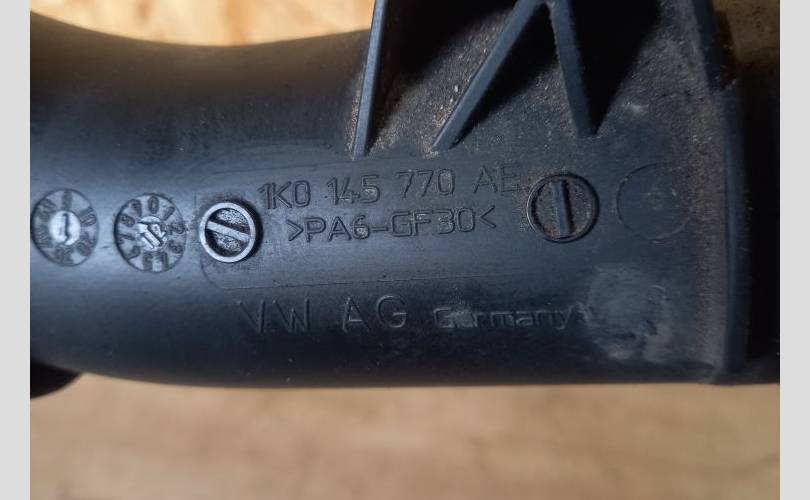 1K0 145 770 AE
>PA6-GF30<
VW AG Germany